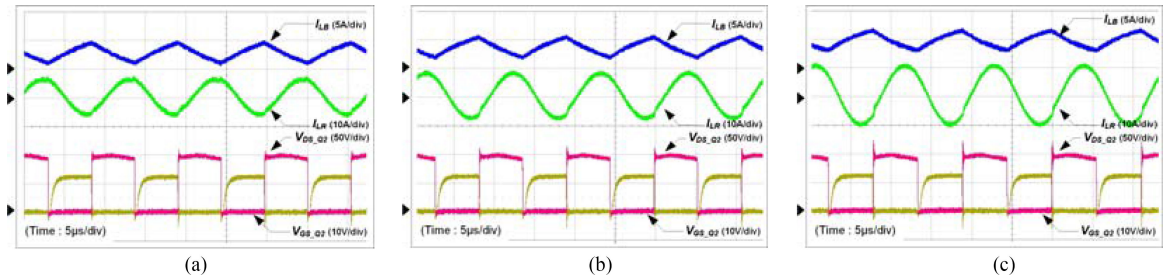 I_LB (5A/div)
I_LR (10A/div)
V_DS_Q2 (50V/div)
V_GS_Q2 (10V/div)
(Time : 5µs/div)
(a)
I_LB (5A/div)
I_LR (10A/div)
V_DS_Q2 (50V/div)
V_GS_Q2 (10V/div)
(Time : 5µs/div)
(b)
I_LB (5A/div)
I_LR (10A/div)
V_DS_Q2 (50V/div)
V_GS_Q2 (10V/div)
(Time : 5µs/div)
(c)